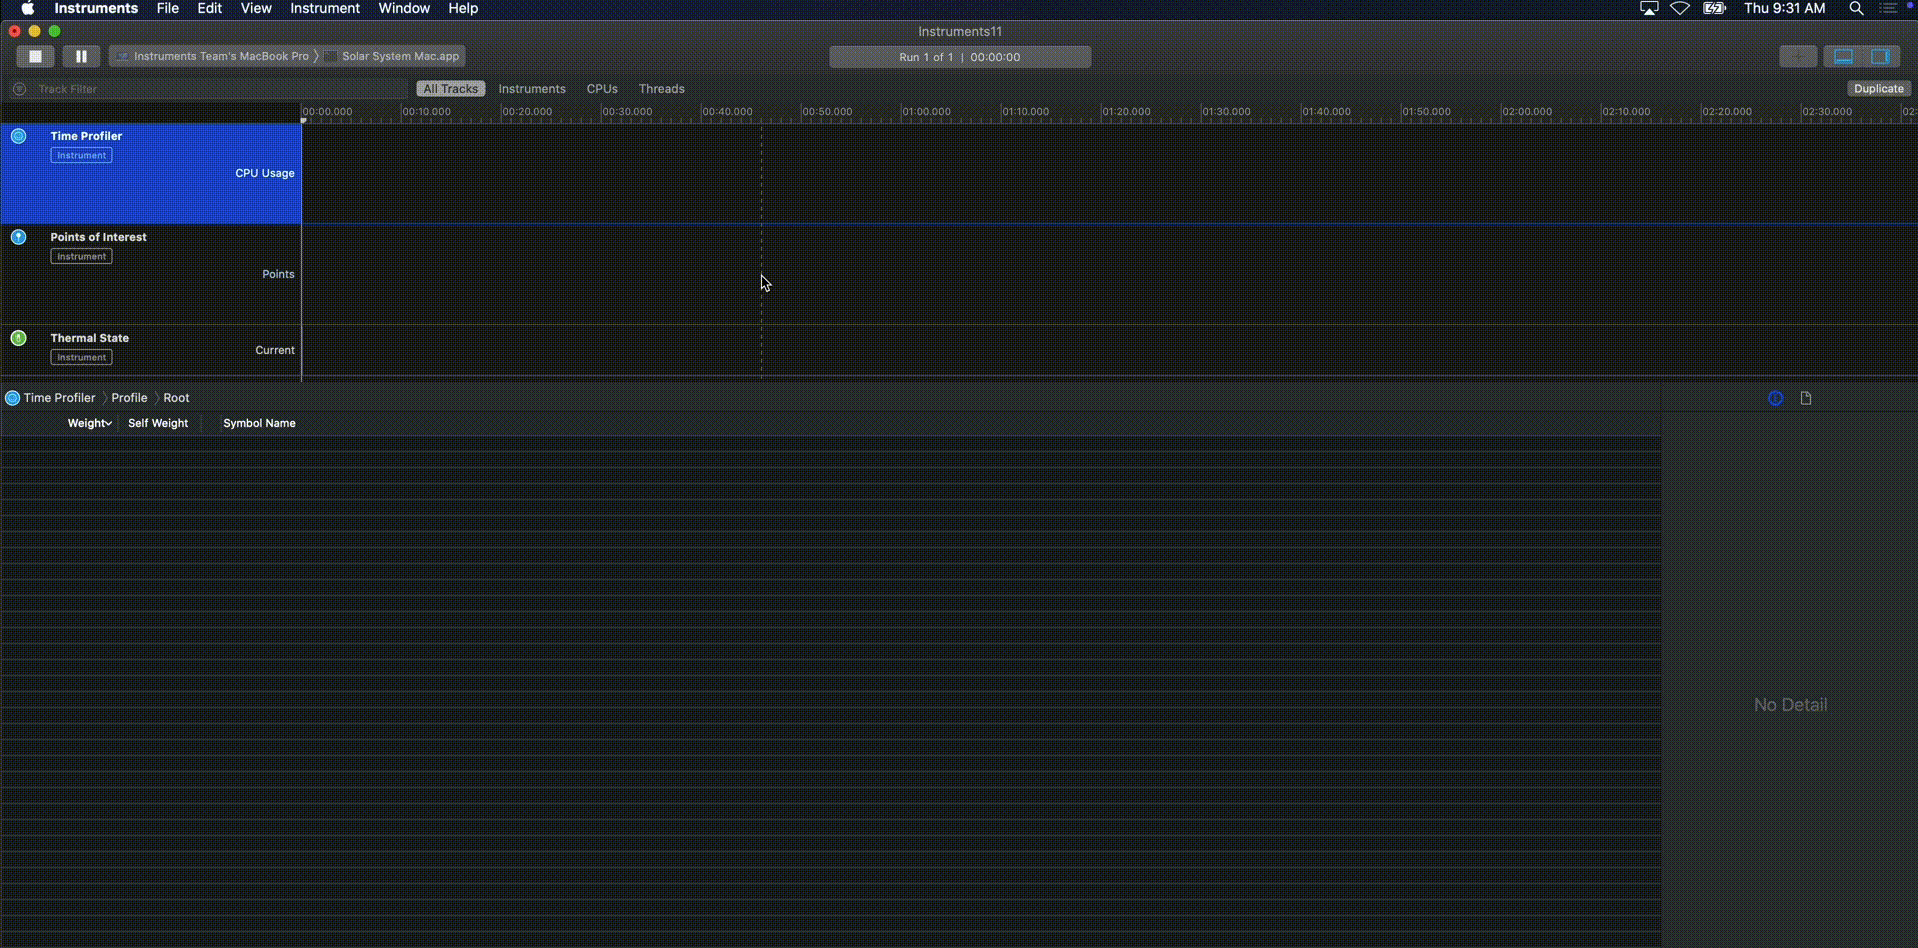 Instruments File Edit View Instrument Window Help Thu 9:31 AM
Instruments11
Instruments Team's MacBook Pro Solar System Mac.app Run 1 of 1 | 00:00:00
Track Filter All Tracks Instruments CPUs Threads Duplicate
00:00.000 00:10.000 00:20.000 00:30.000 00:40.000 00:50.000 01:00.000 01:10.000 01:20.000 01:30.000 01:40.000 01:50.000 02:00.000 02:10.000 02:20.000 02:30.000 02:
Time Profiler
Instrument
CPU Usage
Points of Interest
Instrument
Points
Thermal State
Current
Instrument
Time Profiler Profile Root
Weight Self Weight Symbol Name
No Detail